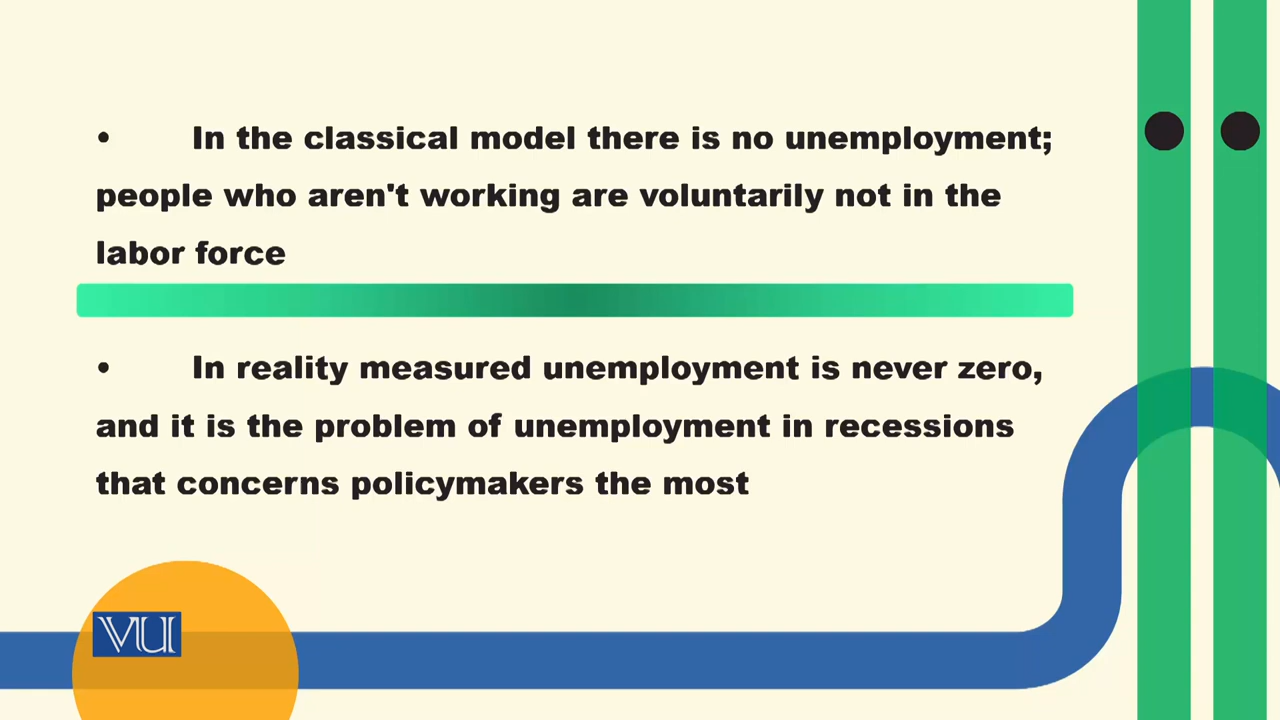 • In the classical model there is no unemployment;
people who aren't working are voluntarily not in the
labor force
• In reality measured unemployment is never zero,
and it is the problem of unemployment in recessions
that concerns policymakers the most
VU